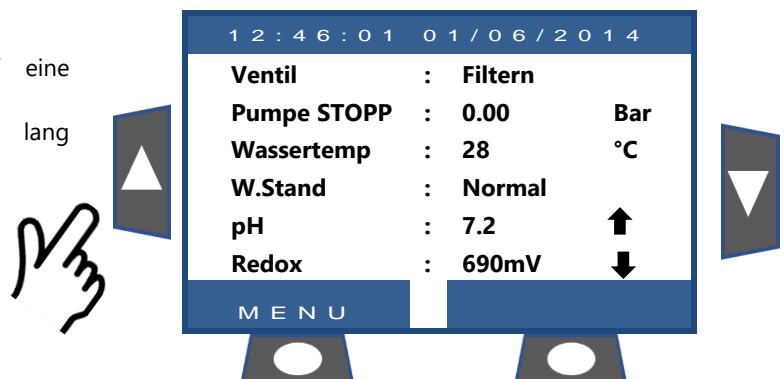 eine
lang
12:46:01 01/06/2014
Ventil : Filtern
Pumpe STOPP : 0.00 Bar
Wassertemp : 28 °C
W.Stand : Normal
pH : 7.2 ⬆
Redox : 690mV ⬇
MENU